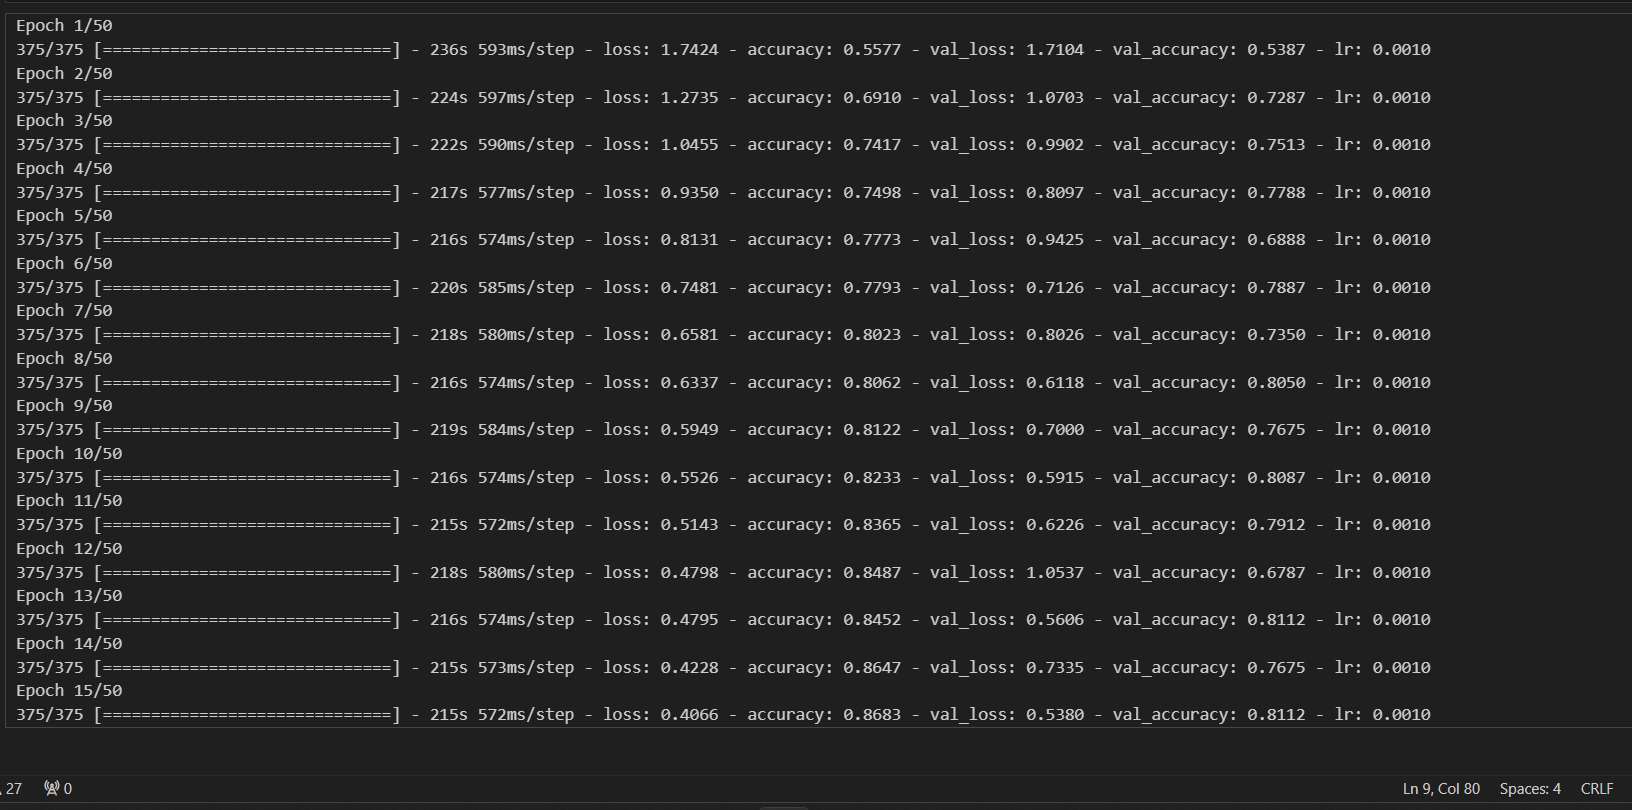 Epoch 1/50
375/375 [==============================] - 236s 593ms/step - loss: 1.7424 - accuracy: 0.5577 - val_loss: 1.7104 - val_accuracy: 0.5387 - lr: 0.0010
Epoch 2/50
375/375 [==============================] - 224s 597ms/step - loss: 1.2735 - accuracy: 0.6910 - val_loss: 1.0703 - val_accuracy: 0.7287 - lr: 0.0010
Epoch 3/50
375/375 [==============================] - 222s 590ms/step - loss: 1.0455 - accuracy: 0.7417 - val_loss: 0.9902 - val_accuracy: 0.7513 - lr: 0.0010
Epoch 4/50
375/375 [==============================] - 217s 577ms/step - loss: 0.9350 - accuracy: 0.7498 - val_loss: 0.8097 - val_accuracy: 0.7788 - lr: 0.0010
Epoch 5/50
375/375 [==============================] - 216s 574ms/step - loss: 0.8131 - accuracy: 0.7773 - val_loss: 0.9425 - val_accuracy: 0.6888 - lr: 0.0010
Epoch 6/50
375/375 [==============================] - 220s 585ms/step - loss: 0.7481 - accuracy: 0.7793 - val_loss: 0.7126 - val_accuracy: 0.7887 - lr: 0.0010
Epoch 7/50
375/375 [==============================] - 218s 580ms/step - loss: 0.6581 - accuracy: 0.8023 - val_loss: 0.8026 - val_accuracy: 0.7350 - lr: 0.0010
Epoch 8/50
375/375 [==============================] - 216s 574ms/step - loss: 0.6337 - accuracy: 0.8062 - val_loss: 0.6118 - val_accuracy: 0.8050 - lr: 0.0010
Epoch 9/50
375/375 [==============================] - 219s 584ms/step - loss: 0.5949 - accuracy: 0.8122 - val_loss: 0.7000 - val_accuracy: 0.7675 - lr: 0.0010
Epoch 10/50
375/375 [==============================] - 216s 574ms/step - loss: 0.5526 - accuracy: 0.8233 - val_loss: 0.5915 - val_accuracy: 0.8087 - lr: 0.0010
Epoch 11/50
375/375 [==============================] - 215s 572ms/step - loss: 0.5143 - accuracy: 0.8365 - val_loss: 0.6226 - val_accuracy: 0.7912 - lr: 0.0010
Epoch 12/50
375/375 [==============================] - 218s 580ms/step - loss: 0.4798 - accuracy: 0.8487 - val_loss: 1.0537 - val_accuracy: 0.6787 - lr: 0.0010
Epoch 13/50
375/375 [==============================] - 216s 574ms/step - loss: 0.4795 - accuracy: 0.8452 - val_loss: 0.5606 - val_accuracy: 0.8112 - lr: 0.0010
Epoch 14/50
375/375 [==============================] - 215s 573ms/step - loss: 0.4228 - accuracy: 0.8647 - val_loss: 0.7335 - val_accuracy: 0.7675 - lr: 0.0010
Epoch 15/50
375/375 [==============================] - 215s 572ms/step - loss: 0.4066 - accuracy: 0.8683 - val_loss: 0.5380 - val_accuracy: 0.8112 - lr: 0.0010
27 0 Ln 9, Col 80 Spaces: 4 CRLF